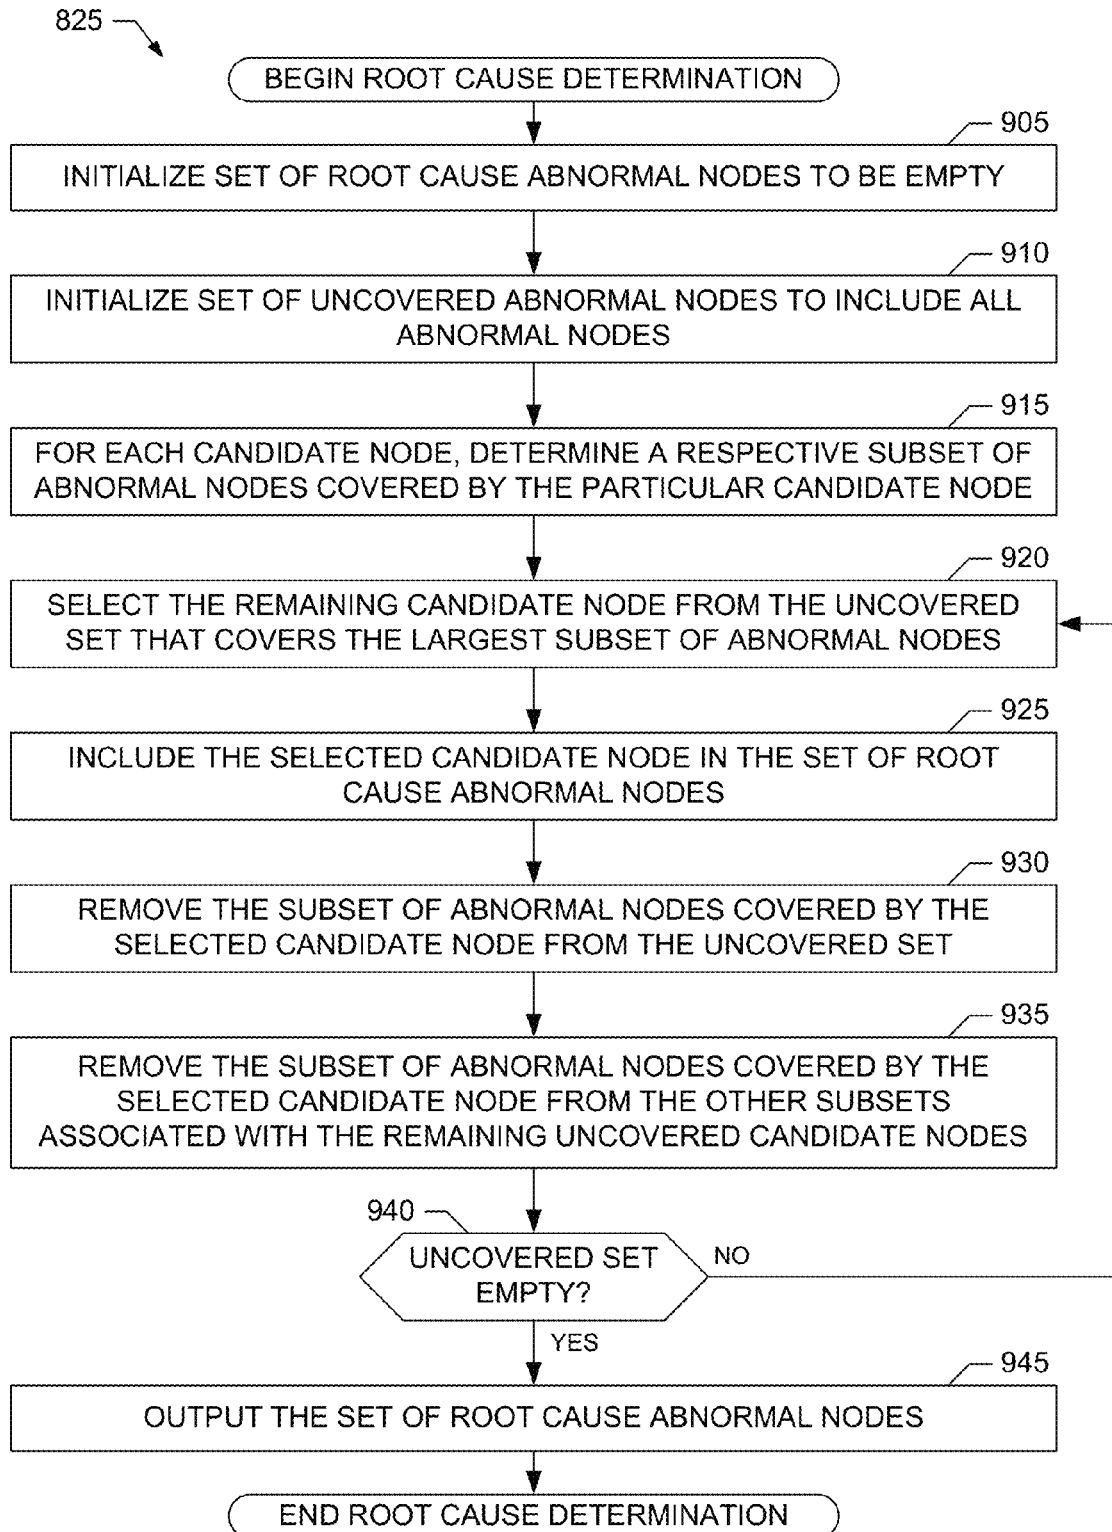 825
BEGIN ROOT CAUSE DETERMINATION
905
INITIALIZE SET OF ROOT CAUSE ABNORMAL NODES TO BE EMPTY
910
INITIALIZE SET OF UNCOVERED ABNORMAL NODES TO INCLUDE ALL
ABNORMAL NODES
915
FOR EACH CANDIDATE NODE, DETERMINE A RESPECTIVE SUBSET OF
ABNORMAL NODES COVERED BY THE PARTICULAR CANDIDATE NODE
920
SELECT THE REMAINING CANDIDATE NODE FROM THE UNCOVERED
SET THAT COVERS THE LARGEST SUBSET OF ABNORMAL NODES
925
INCLUDE THE SELECTED CANDIDATE NODE IN THE SET OF ROOT
CAUSE ABNORMAL NODES
930
REMOVE THE SUBSET OF ABNORMAL NODES COVERED BY THE
SELECTED CANDIDATE NODE FROM THE UNCOVERED SET
935
REMOVE THE SUBSET OF ABNORMAL NODES COVERED BY THE
SELECTED CANDIDATE NODE FROM THE OTHER SUBSETS
ASSOCIATED WITH THE REMAINING UNCOVERED CANDIDATE NODES
940
UNCOVERED SET
EMPTY?
NO
YES
945
OUTPUT THE SET OF ROOT CAUSE ABNORMAL NODES
END ROOT CAUSE DETERMINATION